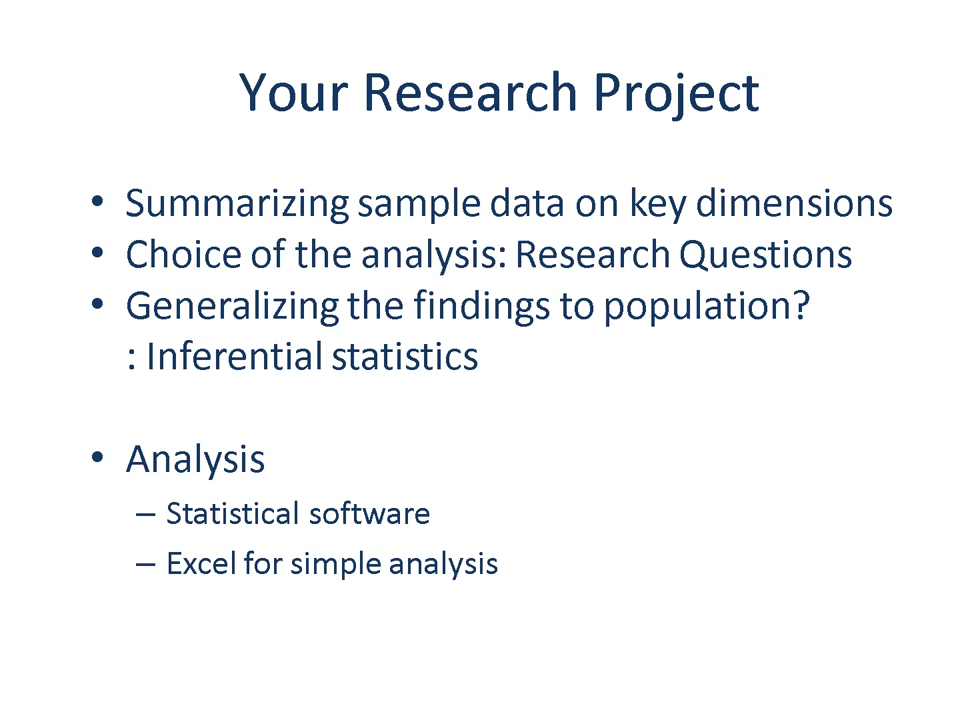 Your Research Project
• Summarizing sample data on key dimensions
• Choice of the analysis: Research Questions
• Generalizing the findings to population?
: Inferential statistics
• Analysis
– Statistical software
– Excel for simple analysis